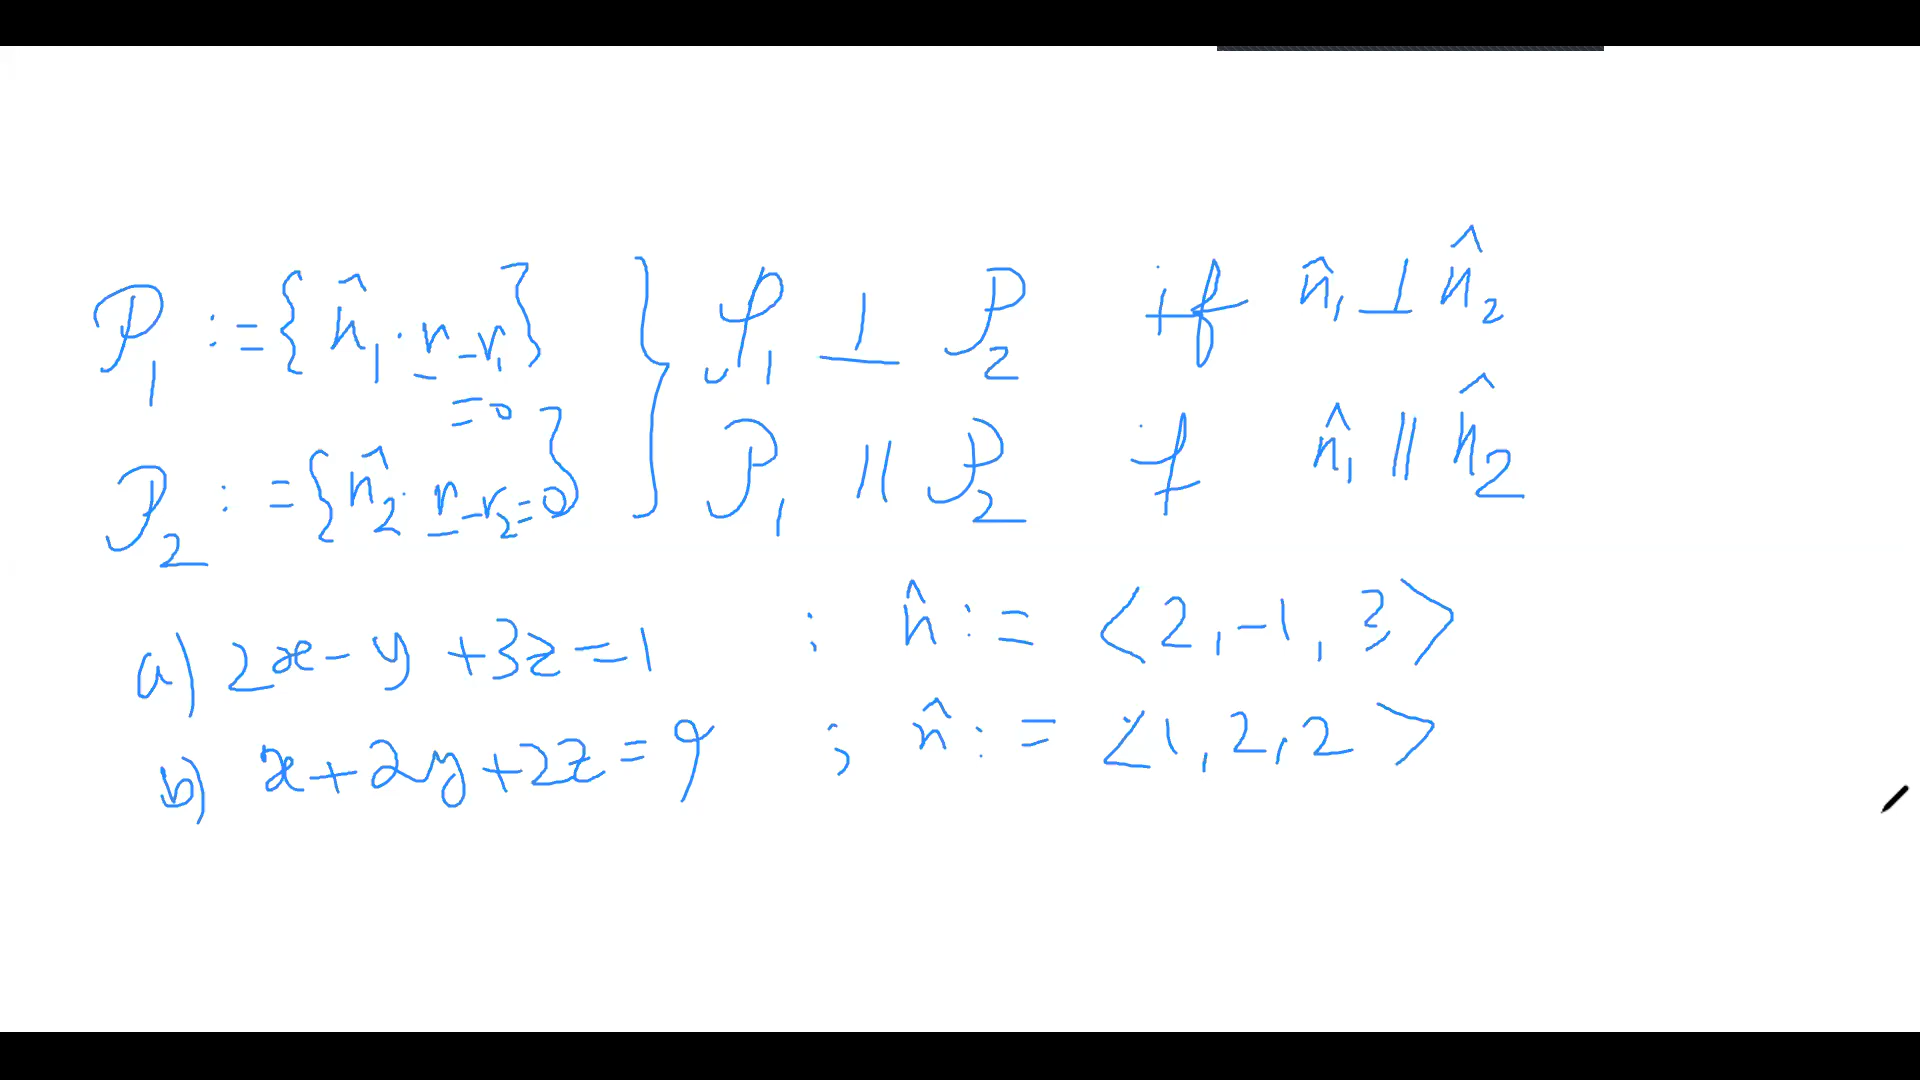 P₁ := { n̂₁ · r - r₁ = 0 } } P₁ ⊥ P₂ if n̂₁ ⊥ n̂₂
P₂ := { n̂₂ · r - r₂ = 0 } P₁ ∥ P₂ if n̂₁ ∥ n̂₂
a) 2x - y + 3z = 1 ; n̂ := <2, -1, 3>
b) x + 2y + 2z = 9 ; n̂ := <1, 2, 2>